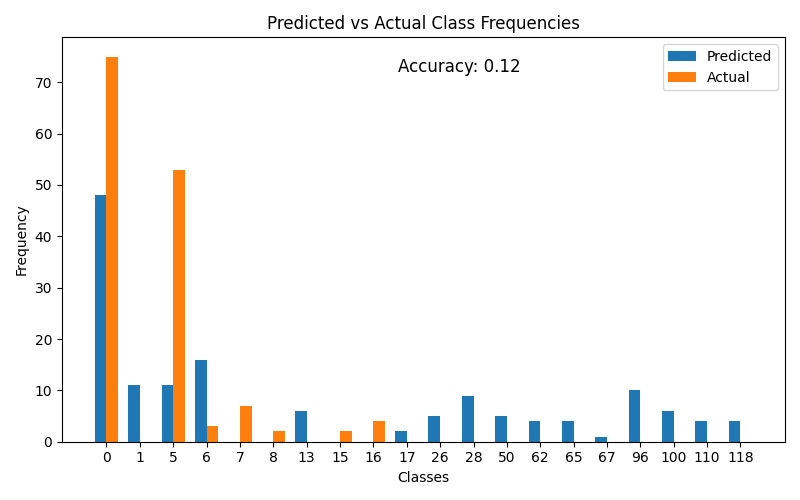 Predicted vs Actual Class Frequencies
Accuracy: 0.12
Predicted
Actual
70
60
50
40
30
20
10
0
Frequency
0 1 5 6 7 8 13 15 16 17 26 28 50 62 65 67 96 100 110 118
Classes